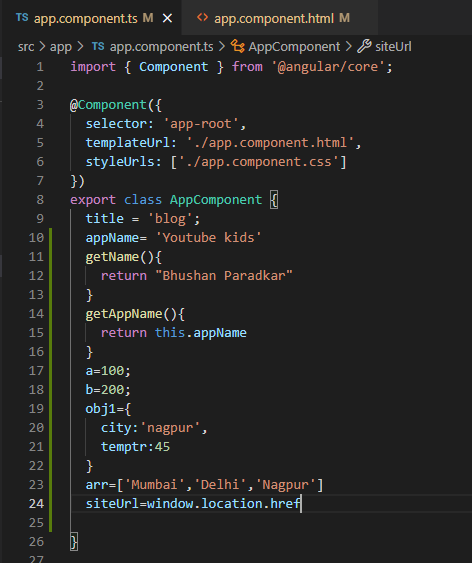 TS app.component.ts M × <> app.component.html M
src > app > TS app.component.ts > AppComponent > siteUrl
1 import { Component } from '@angular/core';
2
3 @Component({
4   selector: 'app-root',
5   templateUrl: './app.component.html',
6   styleUrls: ['./app.component.css']
7 })
8 export class AppComponent {
9   title = 'blog';
10   appName= 'Youtube kids'
11   getName(){
12     return "Bhushan Paradkar"
13   }
14   getAppName(){
15     return this.appName
16   }
17   a=100;
18   b=200;
19   obj1={
20     city:'nagpur',
21     temptr:45
22   }
23   arr=['Mumbai','Delhi','Nagpur']
24   siteUrl=window.location.href
25
26 }
27